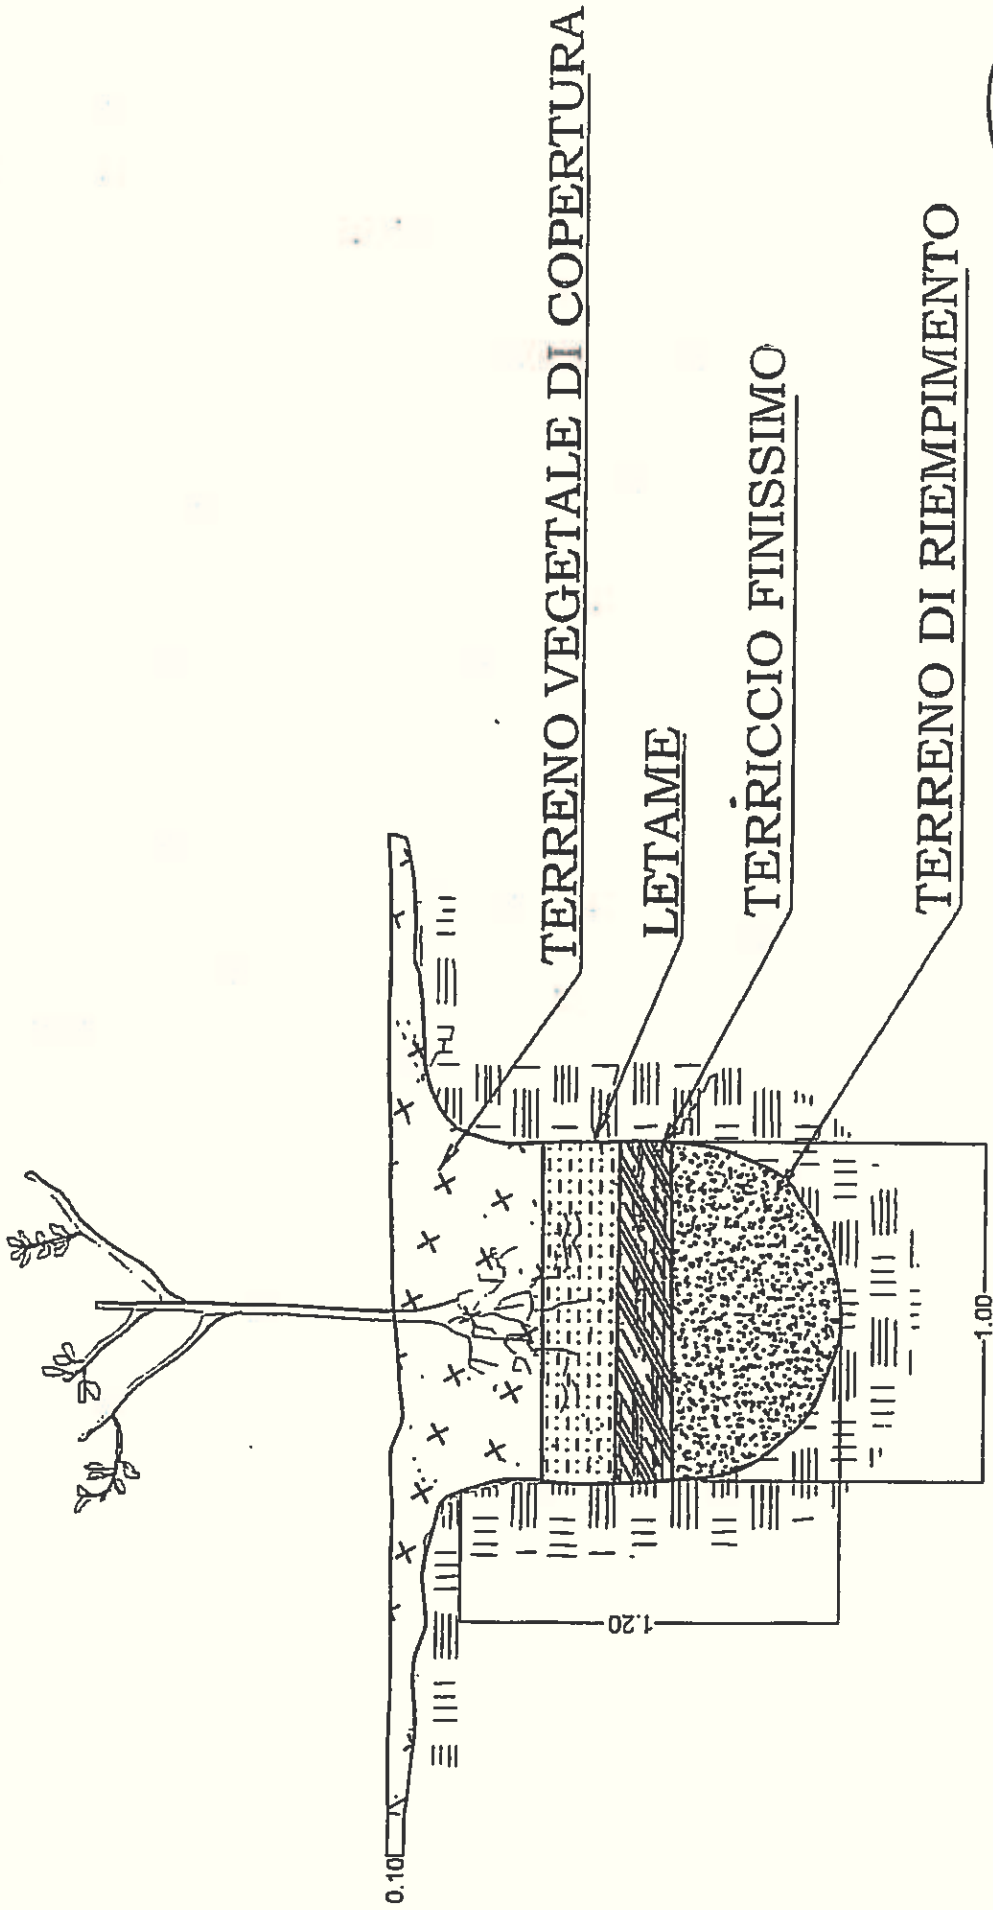 TERRENO VEGETALE DI COPERTURA
LETAME
TERRICCIO FINISSIMO
TERRENO DI RIEMPIMENTO
0.10
1.20
1.00